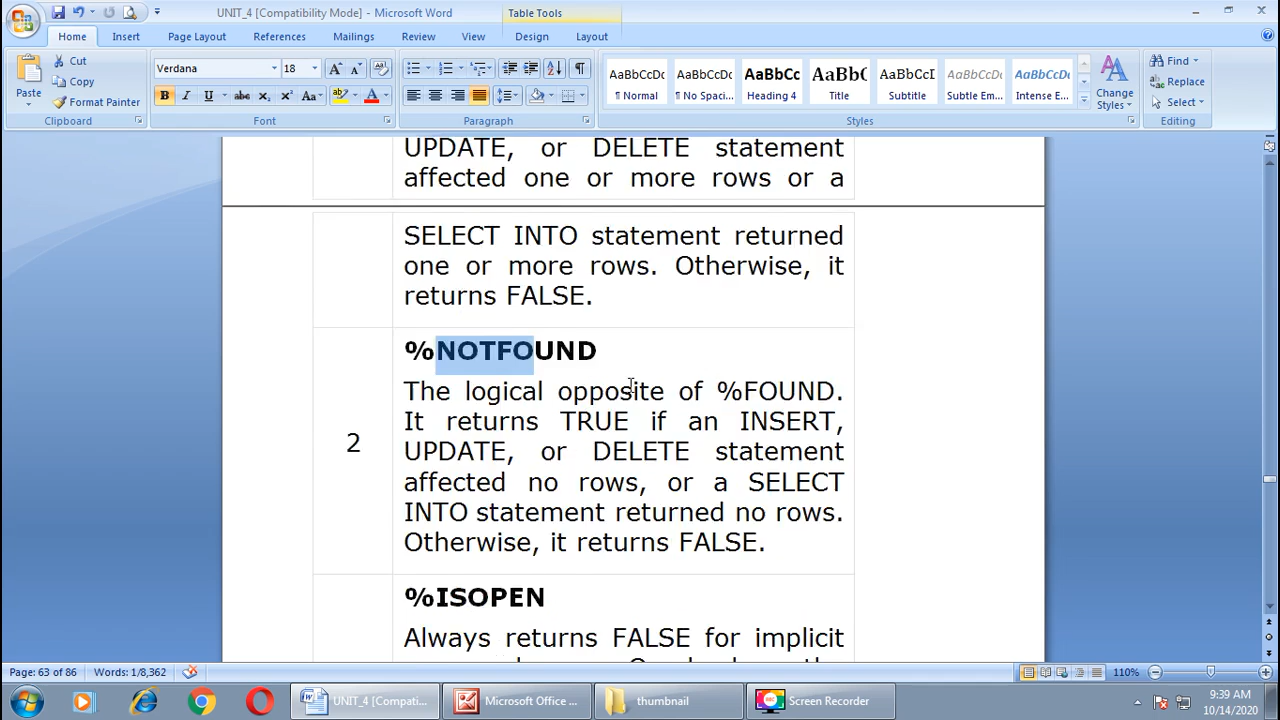 UNIT_4 [Compatibility Mode] - Microsoft Word
Table Tools
Home Insert Page Layout References Mailings Review View Design Layout
Paste
Cut
Copy
Format Painter
Clipboard
Verdana 18
Font
Paragraph
AaBbCcDc AaBbCcDc AaBbCc AaBb( AaBbCcI AaBbCcDc AaBbCcDc
¶ Normal ¶ No Spaci... Heading 4 Title Subtitle Subtle Em... Intense E...
Change Styles
Styles
Find
Replace
Select
Editing
UPDATE, or DELETE statement
affected one or more rows or a
SELECT INTO statement returned
one or more rows. Otherwise, it
returns FALSE.
%NOTFOUND
The logical opposite of %FOUND.
It returns TRUE if an INSERT,
UPDATE, or DELETE statement
2
affected no rows, or a SELECT
INTO statement returned no rows.
Otherwise, it returns FALSE.
%ISOPEN
Always returns FALSE for implicit
Page: 63 of 86 Words: 1/8,362 110%
UNIT_4 [Compati... Microsoft Office ... thumbnail Screen Recorder
9:39 AM
10/14/2020